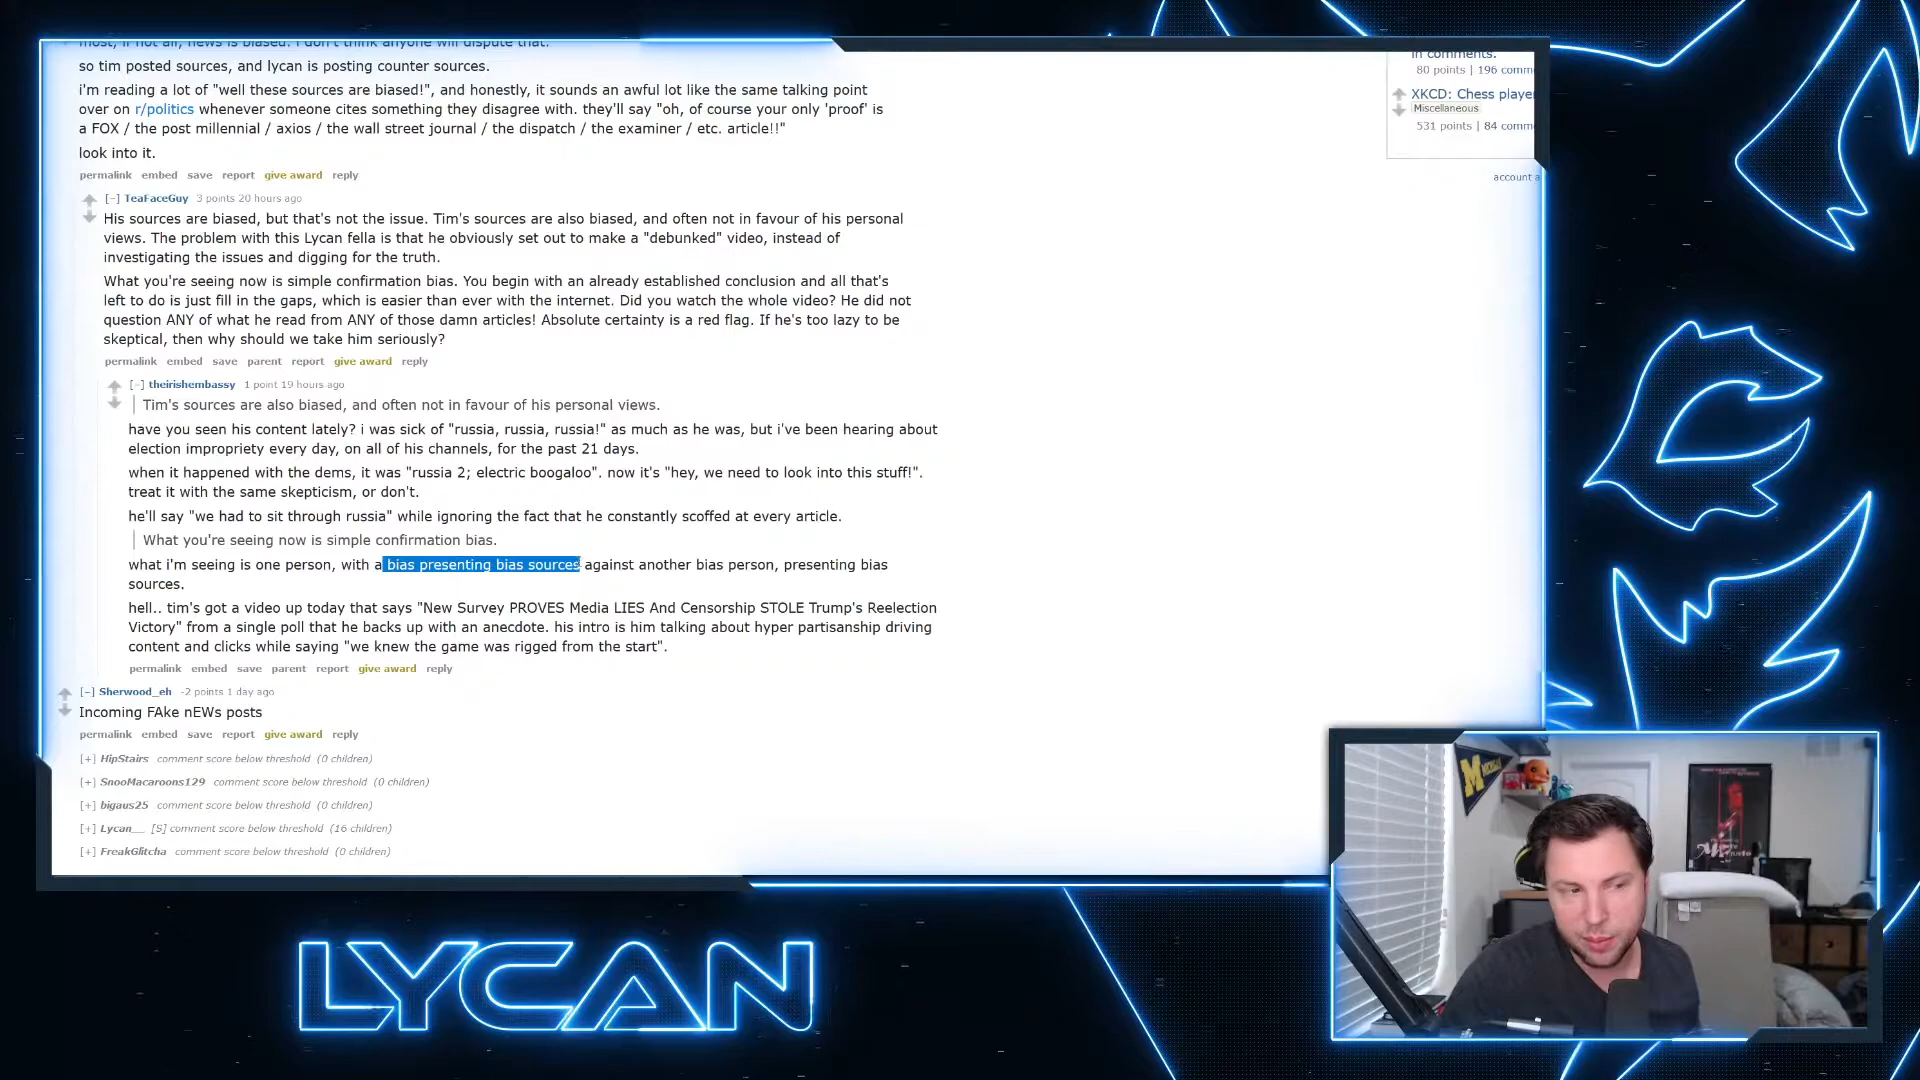 most, if not all, news is biased. i don't think anyone will dispute that.
so tim posted sources, and lycan is posting counter sources.
i'm reading a lot of "well these sources are biased!", and honestly, it sounds an awful lot like the same talking point
over on r/politics whenever someone cites something they disagree with. they'll say "oh, of course your only 'proof' is
a FOX / the post millennial / axios / the wall street journal / the dispatch / the examiner / etc. article!!"
look into it.
permalink embed save report give award reply
[–] TeaFaceGuy 3 points 20 hours ago
His sources are biased, but that's not the issue. Tim's sources are also biased, and often not in favour of his personal
views. The problem with this Lycan fella is that he obviously set out to make a "debunked" video, instead of
investigating the issues and digging for the truth.
What you're seeing now is simple confirmation bias. You begin with an already established conclusion and all that's
left to do is just fill in the gaps, which is easier than ever with the internet. Did you watch the whole video? He did not
question ANY of what he read from ANY of those damn articles! Absolute certainty is a red flag. If he's too lazy to be
skeptical, then why should we take him seriously?
permalink embed save parent report give award reply
[–] theirishembassy 1 point 19 hours ago
Tim's sources are also biased, and often not in favour of his personal views.
have you seen his content lately? i was sick of "russia, russia, russia!" as much as he was, but i've been hearing about
election impropriety every day, on all of his channels, for the past 21 days.
when it happened with the dems, it was "russia 2; electric boogaloo". now it's "hey, we need to look into this stuff!".
treat it with the same skepticism, or don't.
he'll say "we had to sit through russia" while ignoring the fact that he constantly scoffed at every article.
What you're seeing now is simple confirmation bias.
what i'm seeing is one person, with a bias presenting bias sources against another bias person, presenting bias
sources.
hell.. tim's got a video up today that says "New Survey PROVES Media LIES And Censorship STOLE Trump's Reelection
Victory" from a single poll that he backs up with an anecdote. his intro is him talking about hyper partisanship driving
content and clicks while saying "we knew the game was rigged from the start".
permalink embed save parent report give award reply
[–] Sherwood_eh -2 points 1 day ago
Incoming FAke nEWs posts
permalink embed save report give award reply
[+] HipStairs comment score below threshold (0 children)
[+] SnooMacaroons129 comment score below threshold (0 children)
[+] bigaus25 comment score below threshold (0 children)
[+] Lycan__ [S] comment score below threshold (16 children)
[+] FreakGlitcha comment score below threshold (0 children)
in comments.
80 points | 196 comm
XKCD: Chess playe
Miscellaneous
531 points | 84 comm
account a
LYCAN